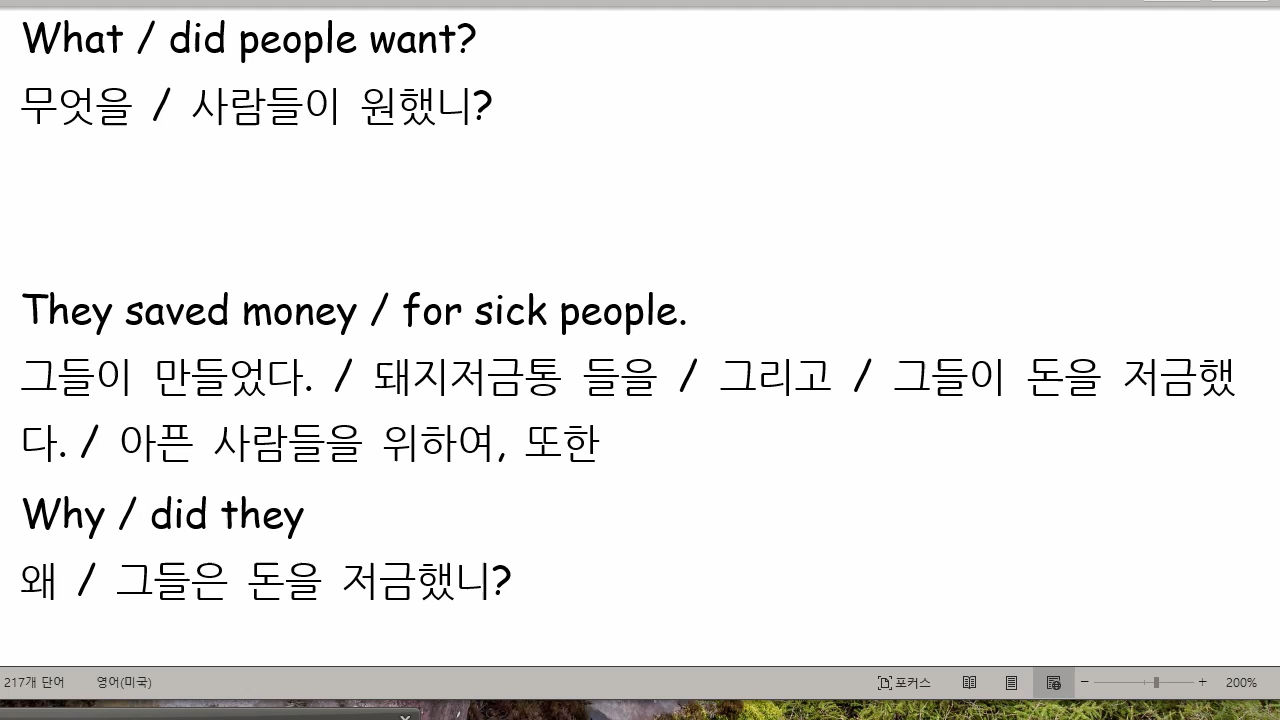 What / did people want?
무엇을 / 사람들이 원했니?
They saved money / for sick people.
그들이 만들었다. / 돼지저금통 들을 / 그리고 / 그들이 돈을 저금했
다. / 아픈 사람들을 위하여, 또한
Why / did they
왜 / 그들은 돈을 저금했니?
217개 단어 영어(미국) 포커스 200%